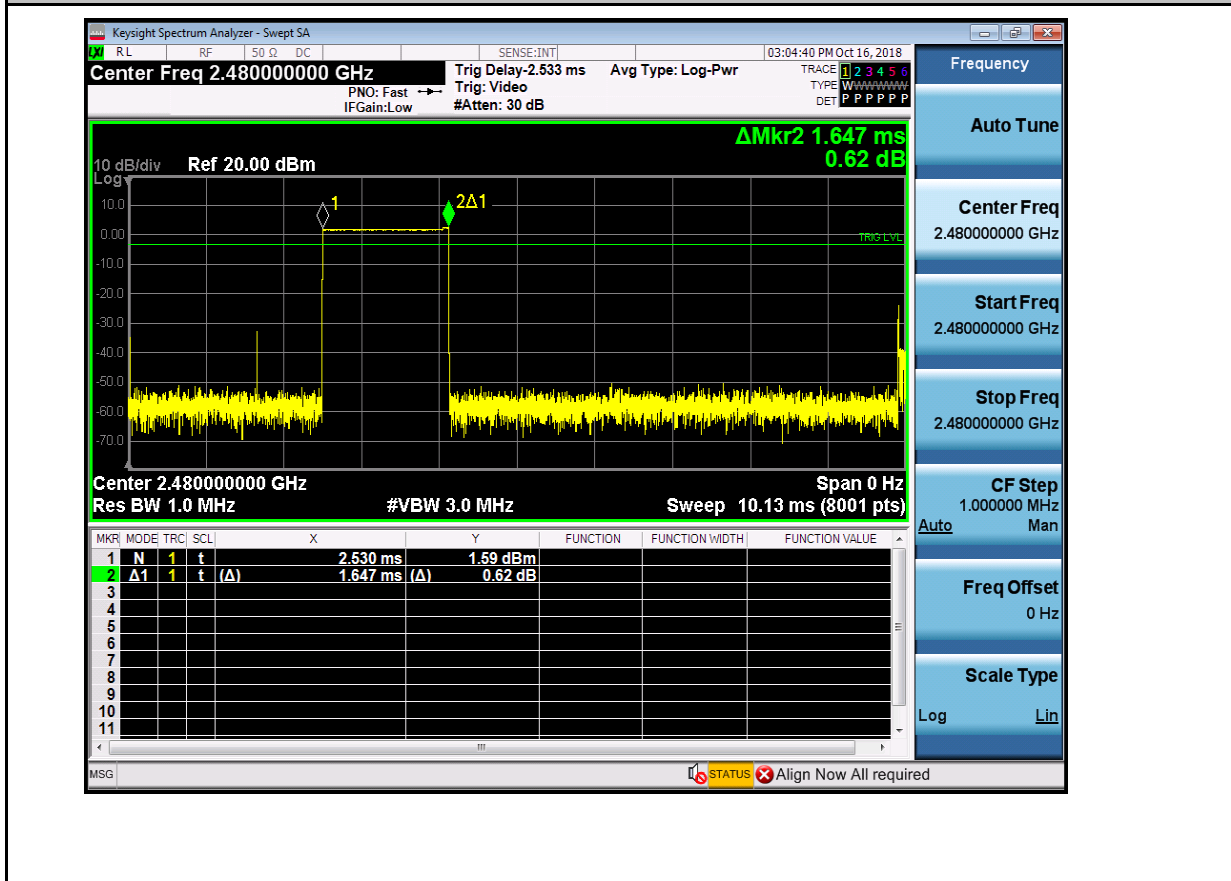 Keysight Spectrum Analyzer - Swept SA
LXI RL RF 50 Ω DC SENSE:INT 03:04:40 PM Oct 16, 2018
Center Freq 2.480000000 GHz
PNO: Fast
IFGain:Low
Trig Delay-2.533 ms
Trig: Video
#Atten: 30 dB
Avg Type: Log-Pwr
TRACE 1 2 3 4 5 6
TYPE WWWWWW
DET P P P P P P
ΔMkr2 1.647 ms
0.62 dB
10 dB/div Ref 20.00 dBm
Log
1
2Δ1
TRIG LVL
10.0
0.00
-10.0
-20.0
-30.0
-40.0
-50.0
-60.0
-70.0
Center 2.480000000 GHz Span 0 Hz
Res BW 1.0 MHz #VBW 3.0 MHz Sweep 10.13 ms (8001 pts)
MKR MODE TRC SCL X Y FUNCTION FUNCTION WIDTH FUNCTION VALUE
1 N 1 t 2.530 ms 1.59 dBm
2 Δ1 1 t (Δ) 1.647 ms (Δ) 0.62 dB
3
4
5
6
7
8
9
10
11
MSG STATUS Align Now All required
Frequency
Auto Tune
Center Freq
2.480000000 GHz
Start Freq
2.480000000 GHz
Stop Freq
2.480000000 GHz
CF Step
1.000000 MHz
Auto Man
Freq Offset
0 Hz
Scale Type
Log Lin